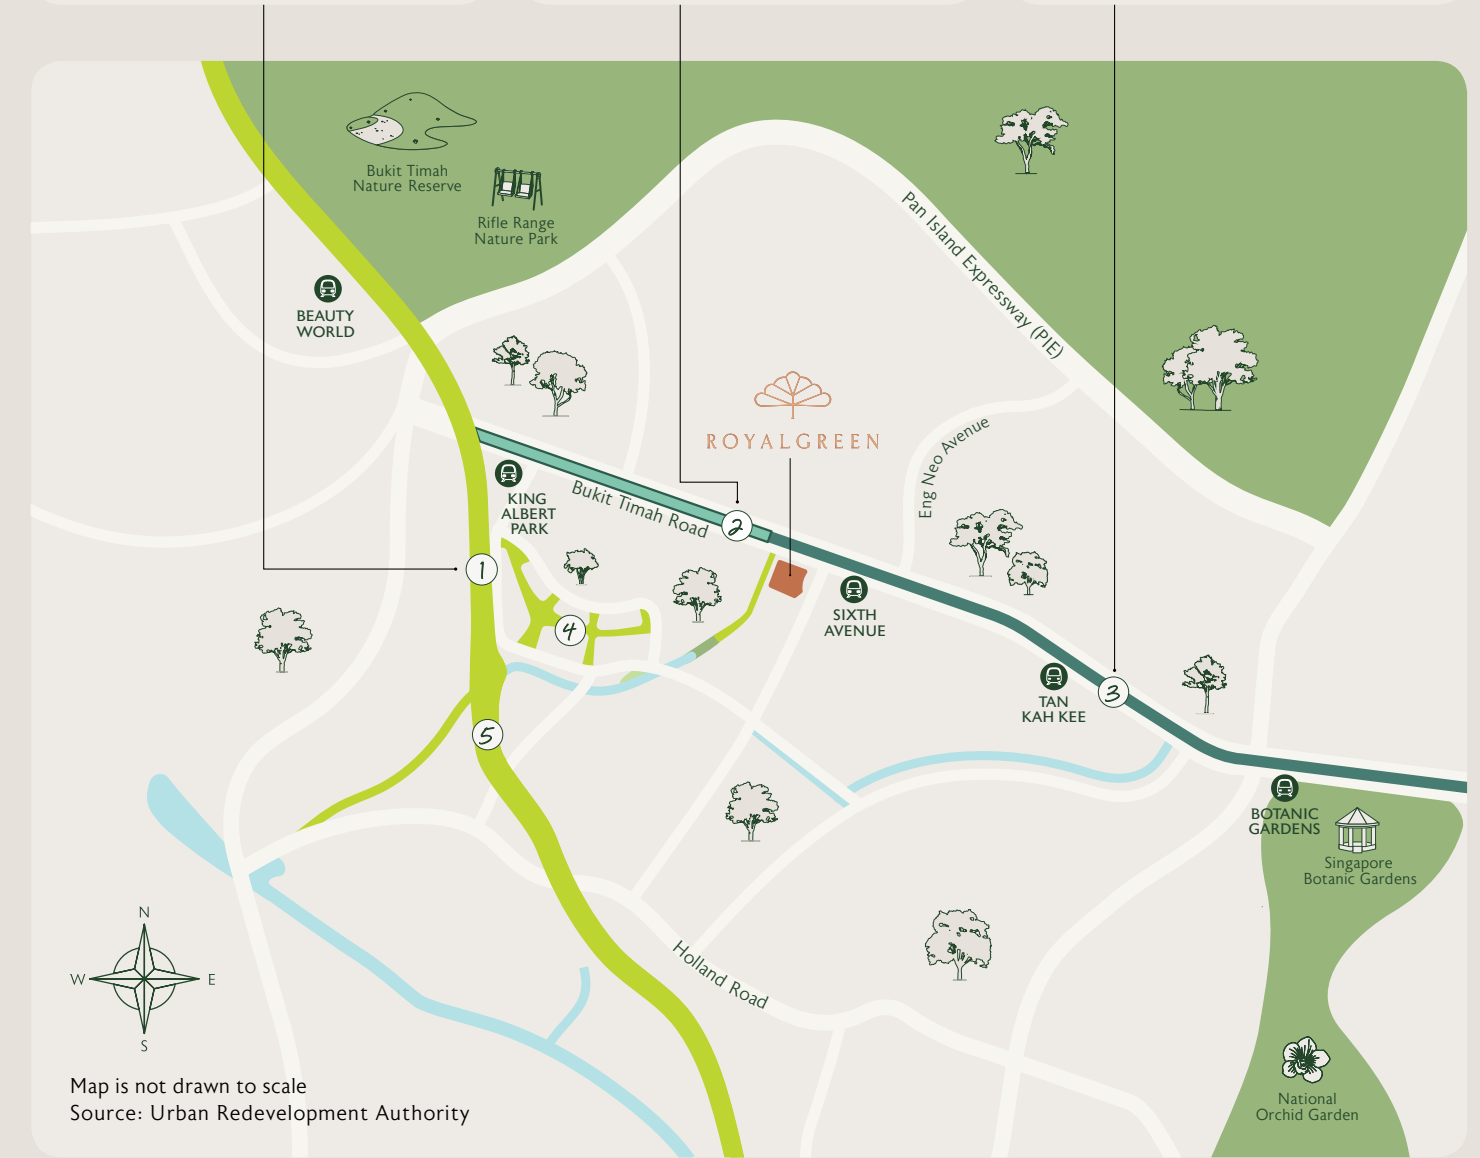 Bukit Timah
Nature Reserve
Rifle Range
Nature Park
Pan Island Expressway (PIE)
BEAUTY
WORLD
ROYALGREEN
Eng Neo Avenue
KING
ALBERT
PARK
Bukit Timah Road
2
1
4
SIXTH
AVENUE
TAN
KAH KEE
3
5
BOTANIC
GARDENS
Singapore
Botanic Gardens
Holland Road
N
W
E
S
National
Orchid Garden
Map is not drawn to scale
Source: Urban Redevelopment Authority